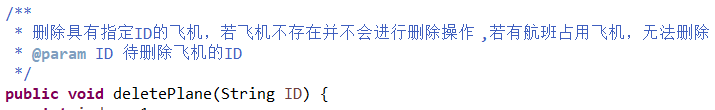 /**
* 删除具有指定ID的飞机，若飞机不存在并不会进行删除操作 ,若有航班占用飞机，无法删除
* @param ID 待删除飞机的ID
*/
public void deletePlane(String ID) {